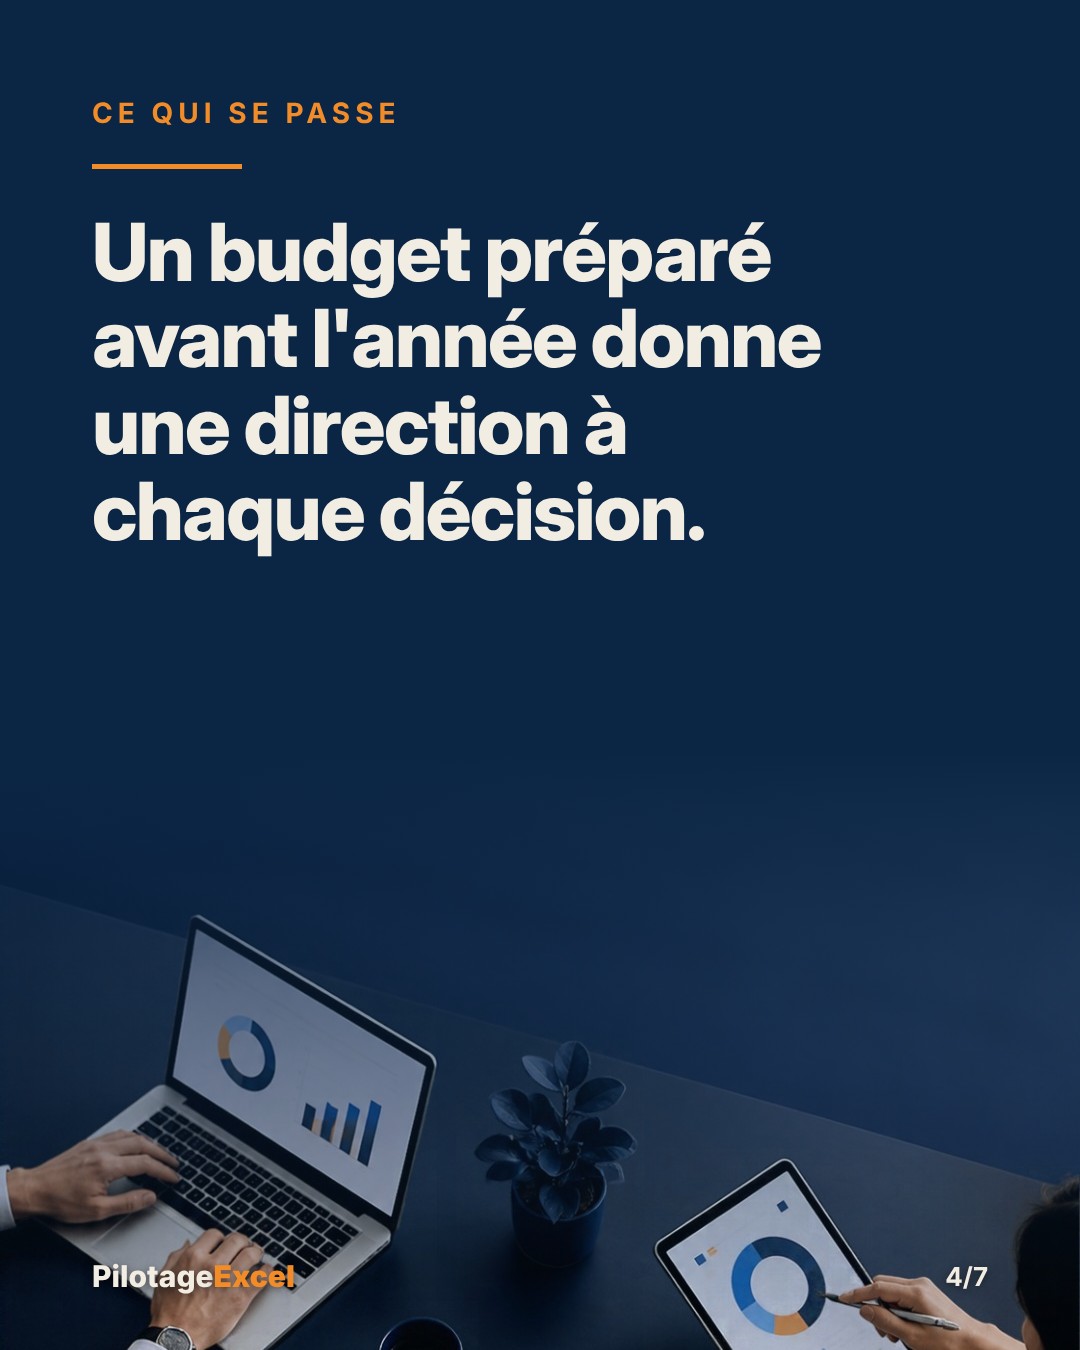 CE QUI SE PASSE
Un budget préparé
avant l'année donne
une direction à
chaque décision.
PilotageExcel
4/7